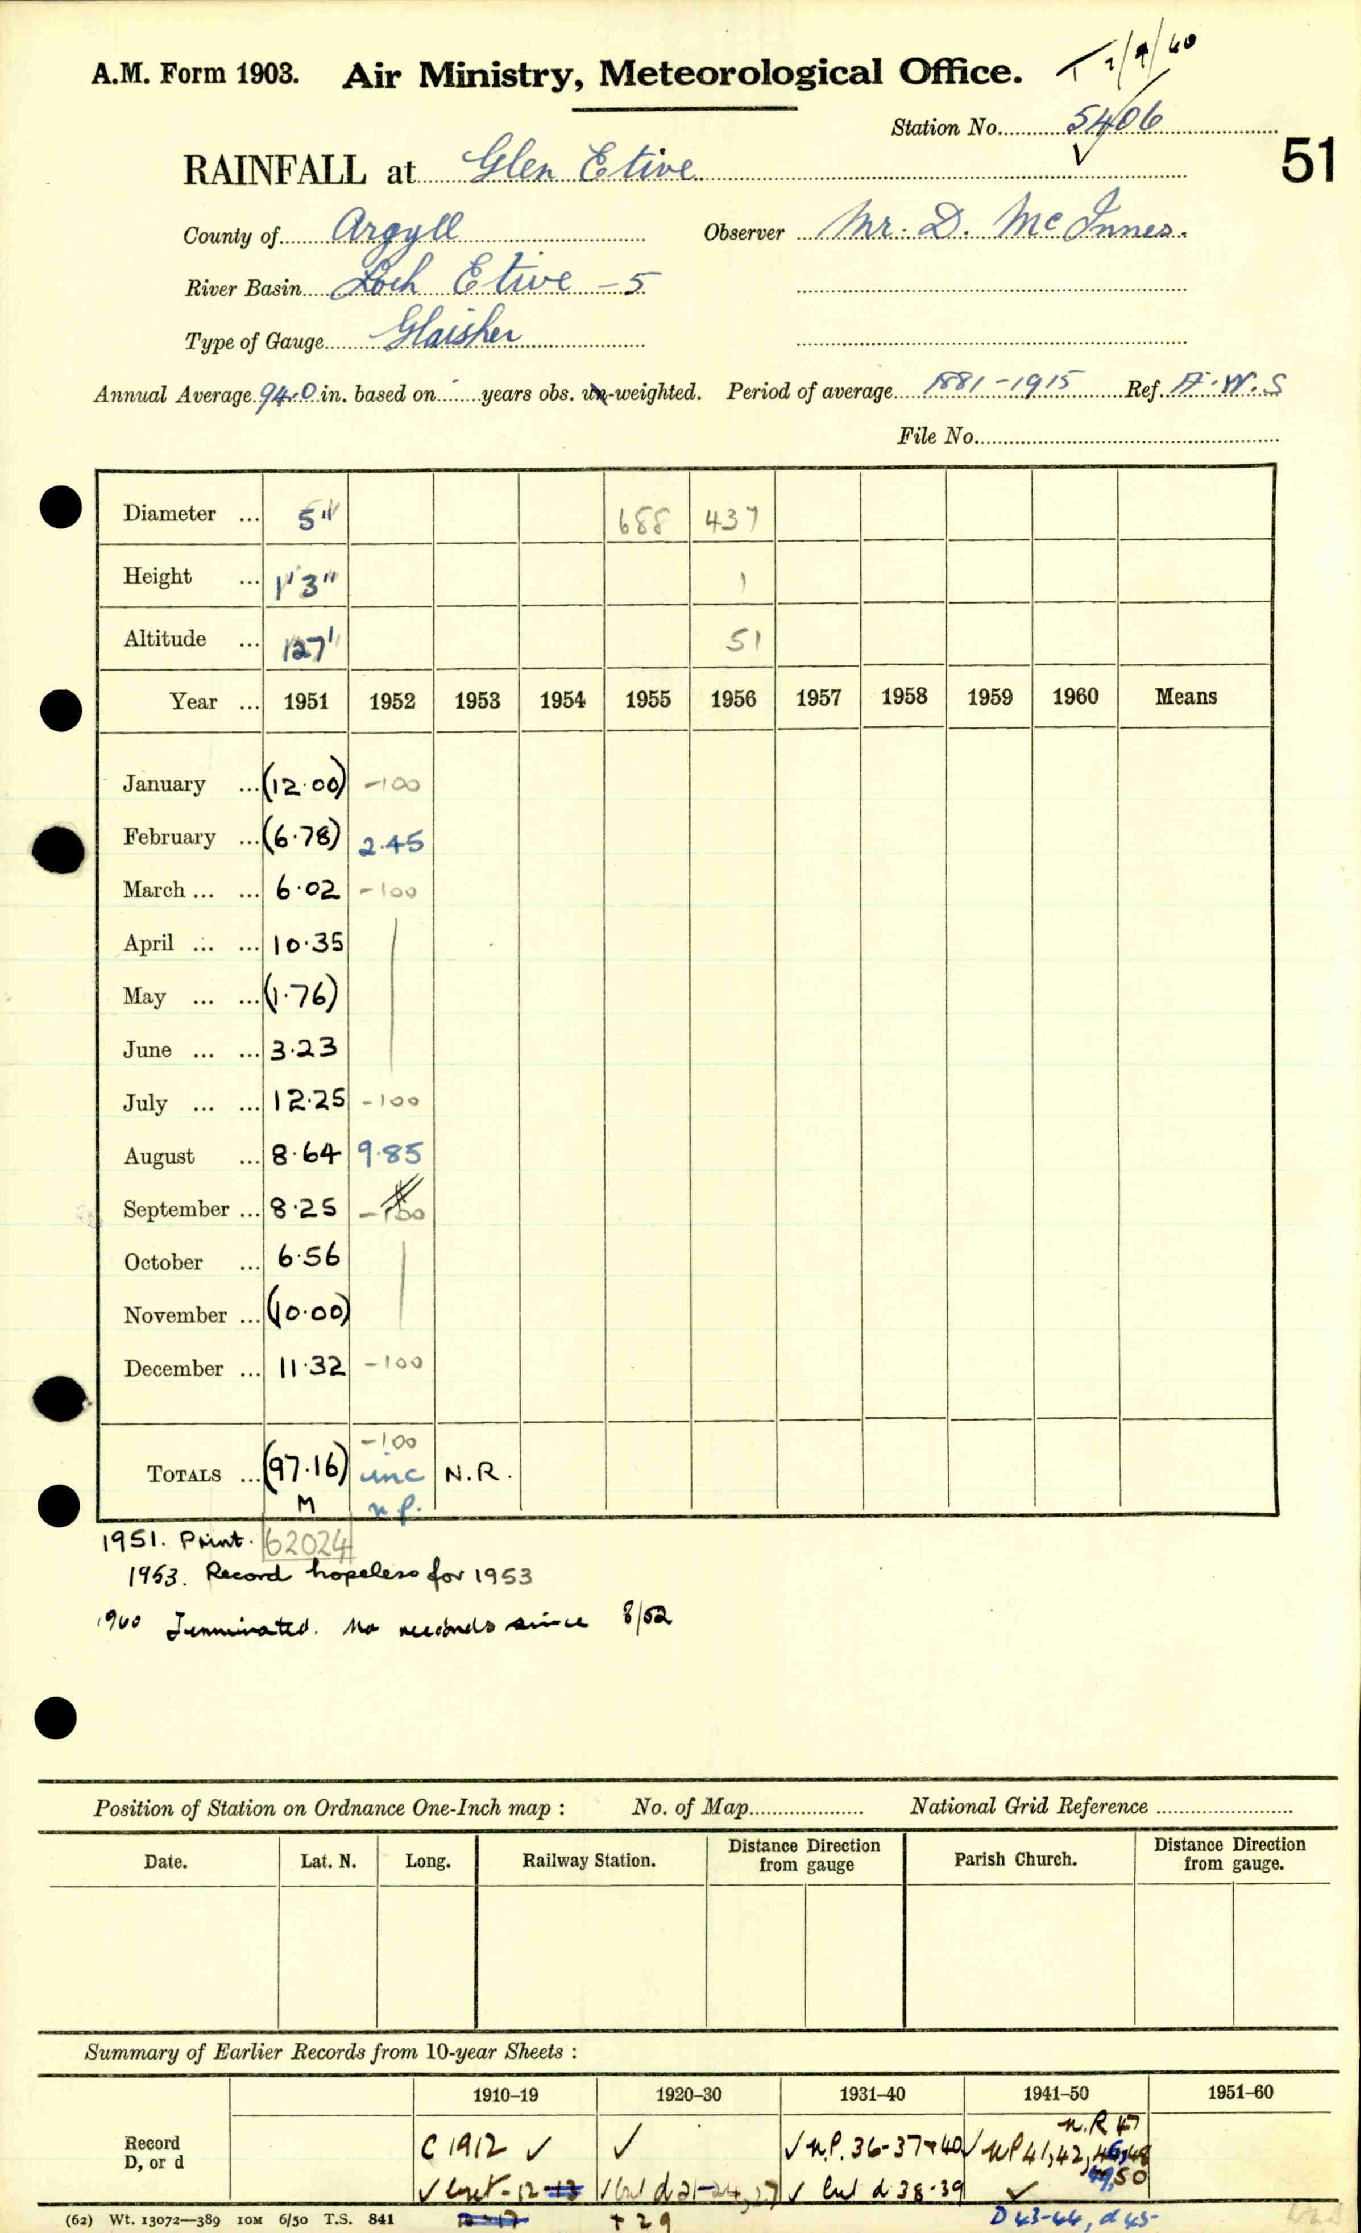 T 2/9/60
A.M. Form 1903. Air Ministry, Meteorological Office.
Station No. 5406
51
RAINFALL at Glen Etive
County of Argyll Observer Mr. D. McInnes.
River Basin Loch Etive -5
Type of Gauge Glaisher
Annual Average 94.0 in. based on years obs. un-weighted. Period of average 1881-1915 Ref. A.W.S
File No.
Diameter ... 5" 688 437
Height ... 1' 3" 1
Altitude ... 127' 51
Year ... 1951 1952 1953 1954 1955 1956 1957 1958 1959 1960 Means
January ... (12.00) -100
February ... (6.78) 2.45
March ... ... 6.02 -100
April ... ... 10.35
May ... ... (1.76)
June ... ... 3.23
July ... ... 12.25 -100
August ... 8.64 9.85
September ... 8.25 -100
October ... 6.56
November ... (10.00)
December ... 11.32 -100
-100
TOTALS ... (97.16) inc N.R.
M n.p.
1951. Print. 62024
1953. Record hopeless for 1953
1960 Terminated. No records since 8/52
Position of Station on Ordnance One-Inch map : No. of Map National Grid Reference
Date. Lat. N. Long. Railway Station. Distance from Direction gauge Parish Church. Distance from Direction gauge.
Summary of Earlier Records from 10-year Sheets :
1910–19 1920–30 1931–40 1941–50 1951–60
n.R 47
Record D, or d C 1912 ✓ ✓ ✓ n.P. 36-37+40 ✓ NP 41,42,46,48
49,50
✓ -12-13 ✓ but d 21-24,27 ✓ but d 38-39 ✓
(62) Wt. 13072—389 10M 6/50 T.S. 841 + 29 D 43-44, d 45-